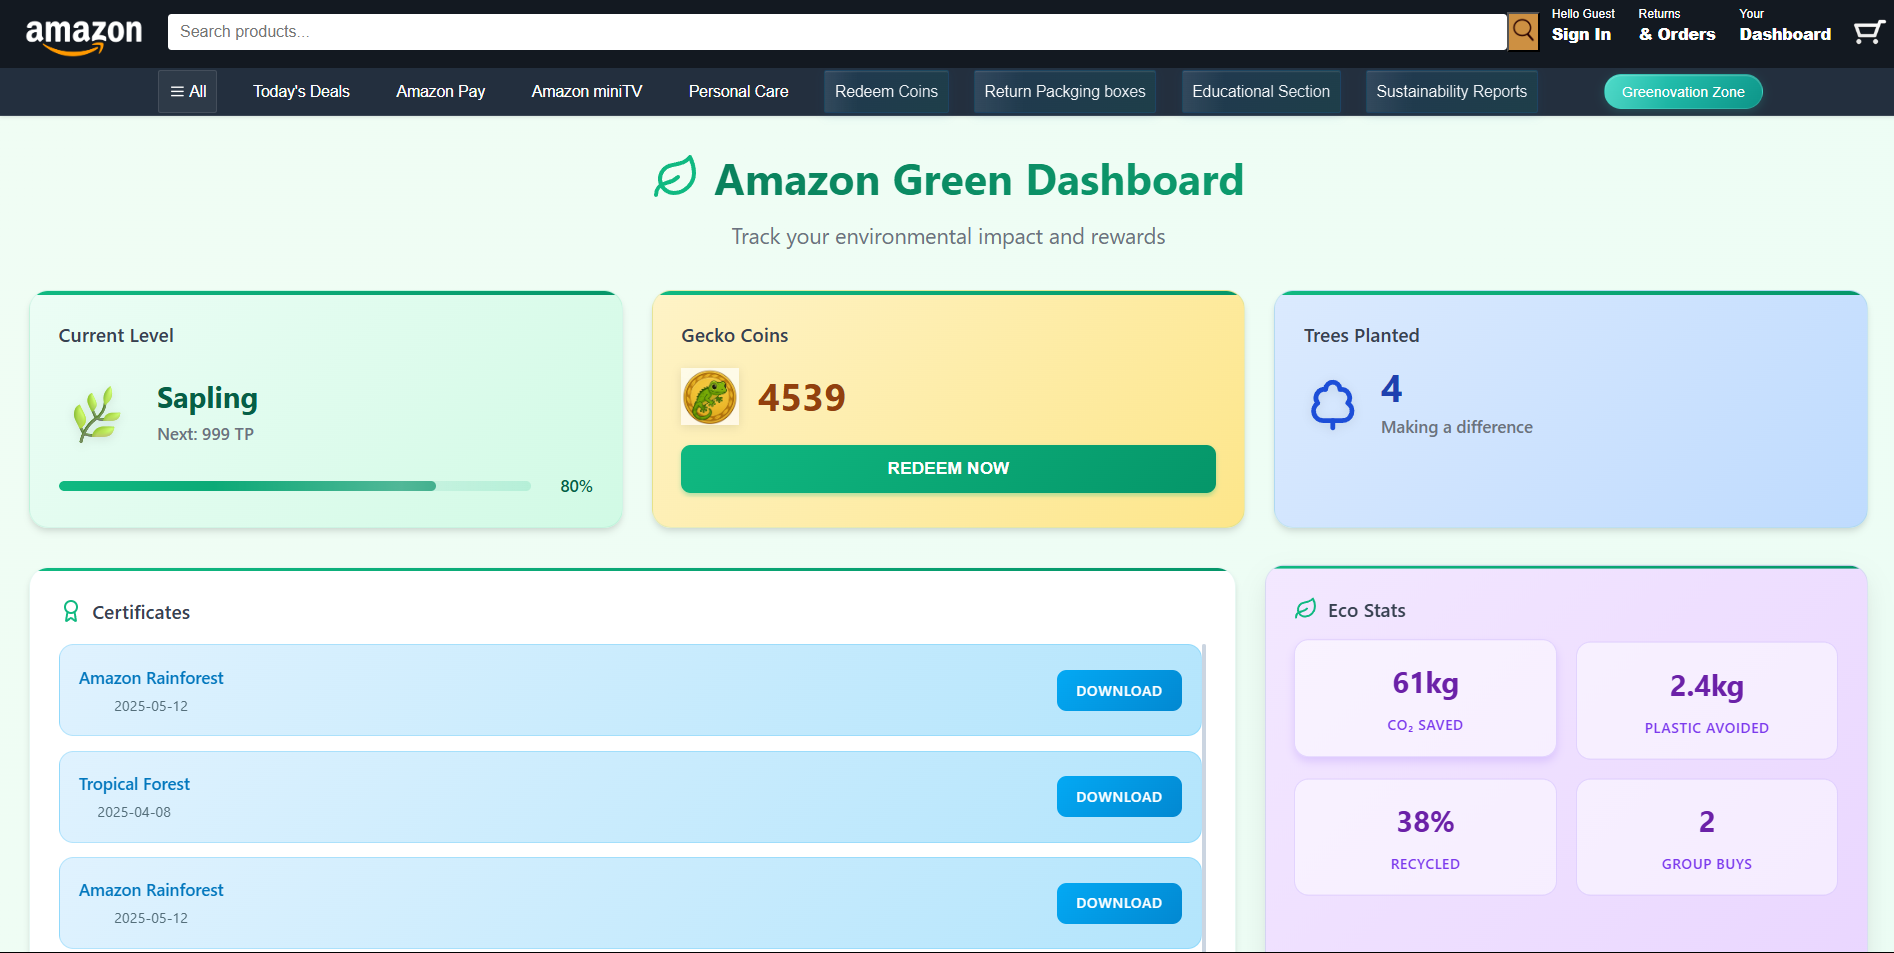 amazon
Search products...
Hello Guest
Sign In
Returns
& Orders
Your
Dashboard
All
Today's Deals
Amazon Pay
Amazon miniTV
Personal Care
Redeem Coins
Return Packging boxes
Educational Section
Sustainability Reports
Greenovation Zone
Amazon Green Dashboard
Track your environmental impact and rewards
Current Level
Sapling
Next: 999 TP
80%
Gecko Coins
4539
REDEEM NOW
Trees Planted
4
Making a difference
Certificates
Amazon Rainforest
2025-05-12
DOWNLOAD
Tropical Forest
2025-04-08
DOWNLOAD
Amazon Rainforest
2025-05-12
DOWNLOAD
Eco Stats
61kg
CO₂ SAVED
2.4kg
PLASTIC AVOIDED
38%
RECYCLED
2
GROUP BUYS